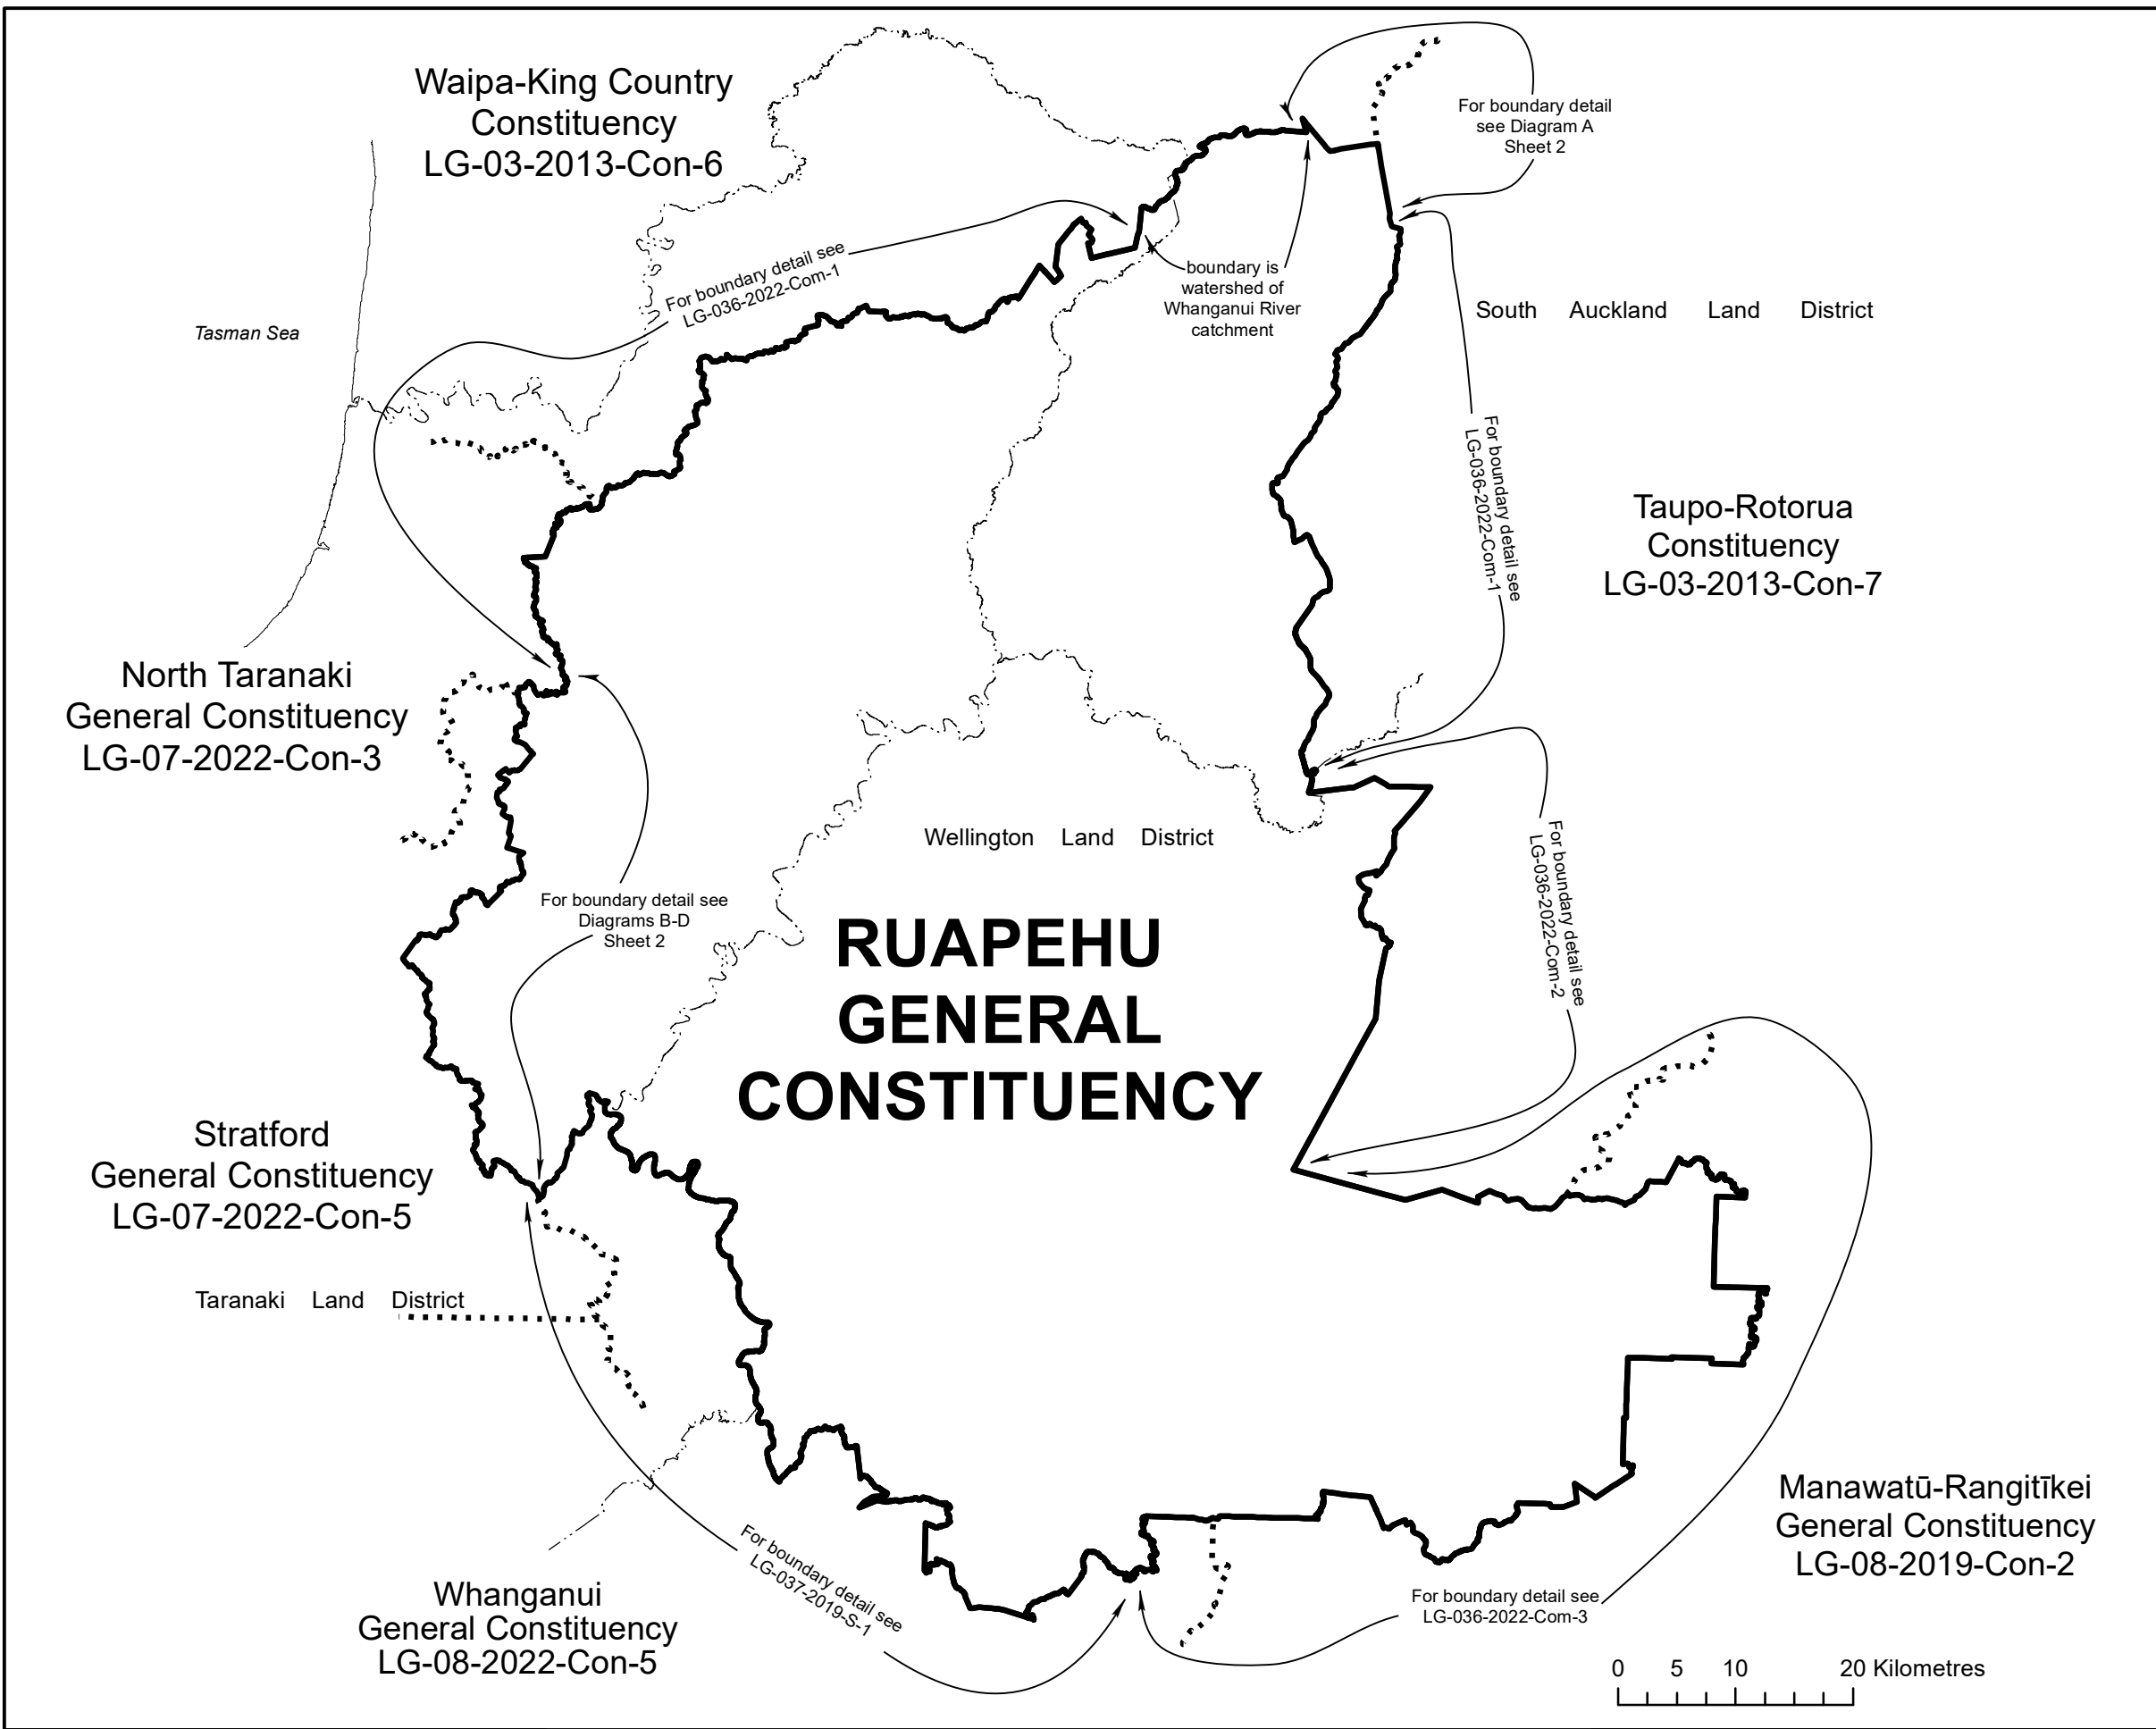 Waipa-King Country
Constituency
LG-03-2013-Con-6
For boundary detail
see Diagram A
Sheet 2
For boundary detail see
LG-036-2022-Com-1
boundary is
watershed of
Whanganui River
catchment
South Auckland Land District
Tasman Sea
For boundary detail see
LG-036-2022-Com-1
Taupo-Rotorua
Constituency
LG-03-2013-Con-7
North Taranaki
General Constituency
LG-07-2022-Con-3
Wellington Land District
For boundary detail see
LG-036-2022-Com-2
For boundary detail see
Diagrams B-D
Sheet 2
RUAPEHU
GENERAL
CONSTITUENCY
Stratford
General Constituency
LG-07-2022-Con-5
Taranaki Land District
Manawatū-Rangitīkei
General Constituency
LG-08-2019-Con-2
For boundary detail see
LG-037-2019-S-1
Whanganui
General Constituency
LG-08-2022-Con-5
For boundary detail see
LG-036-2022-Com-3
0 5 10 20 Kilometres